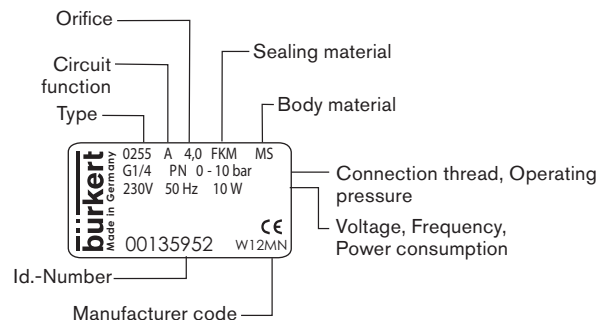 Orifice
Sealing material
Circuit
function
Body material
Type
bürkert
Made in Germany
0255 A 4,0 FKM MS
G1/4 PN 0 - 10 bar
230V 50 Hz 10 W
CE
00135952 W12MN
Connection thread, Operating
pressure
Voltage, Frequency,
Power consumption
Id.-Number
Manufacturer code